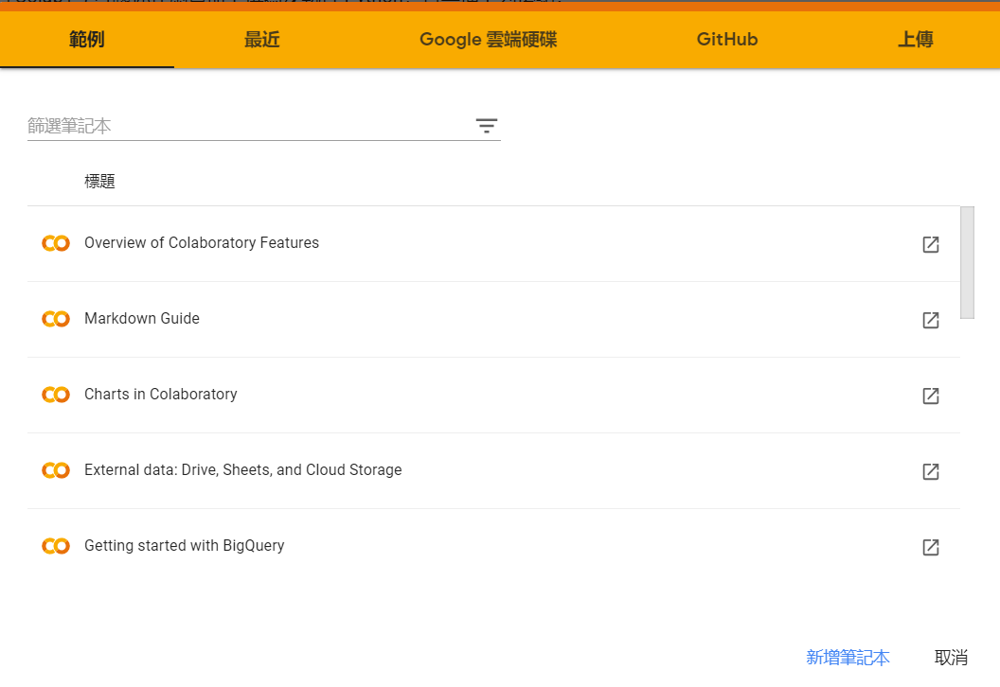 範例 最近 Google 雲端硬碟 GitHub 上傳
篩選筆記本
標題
Overview of Colaboratory Features
Markdown Guide
Charts in Colaboratory
External data: Drive, Sheets, and Cloud Storage
Getting started with BigQuery
新增筆記本 取消